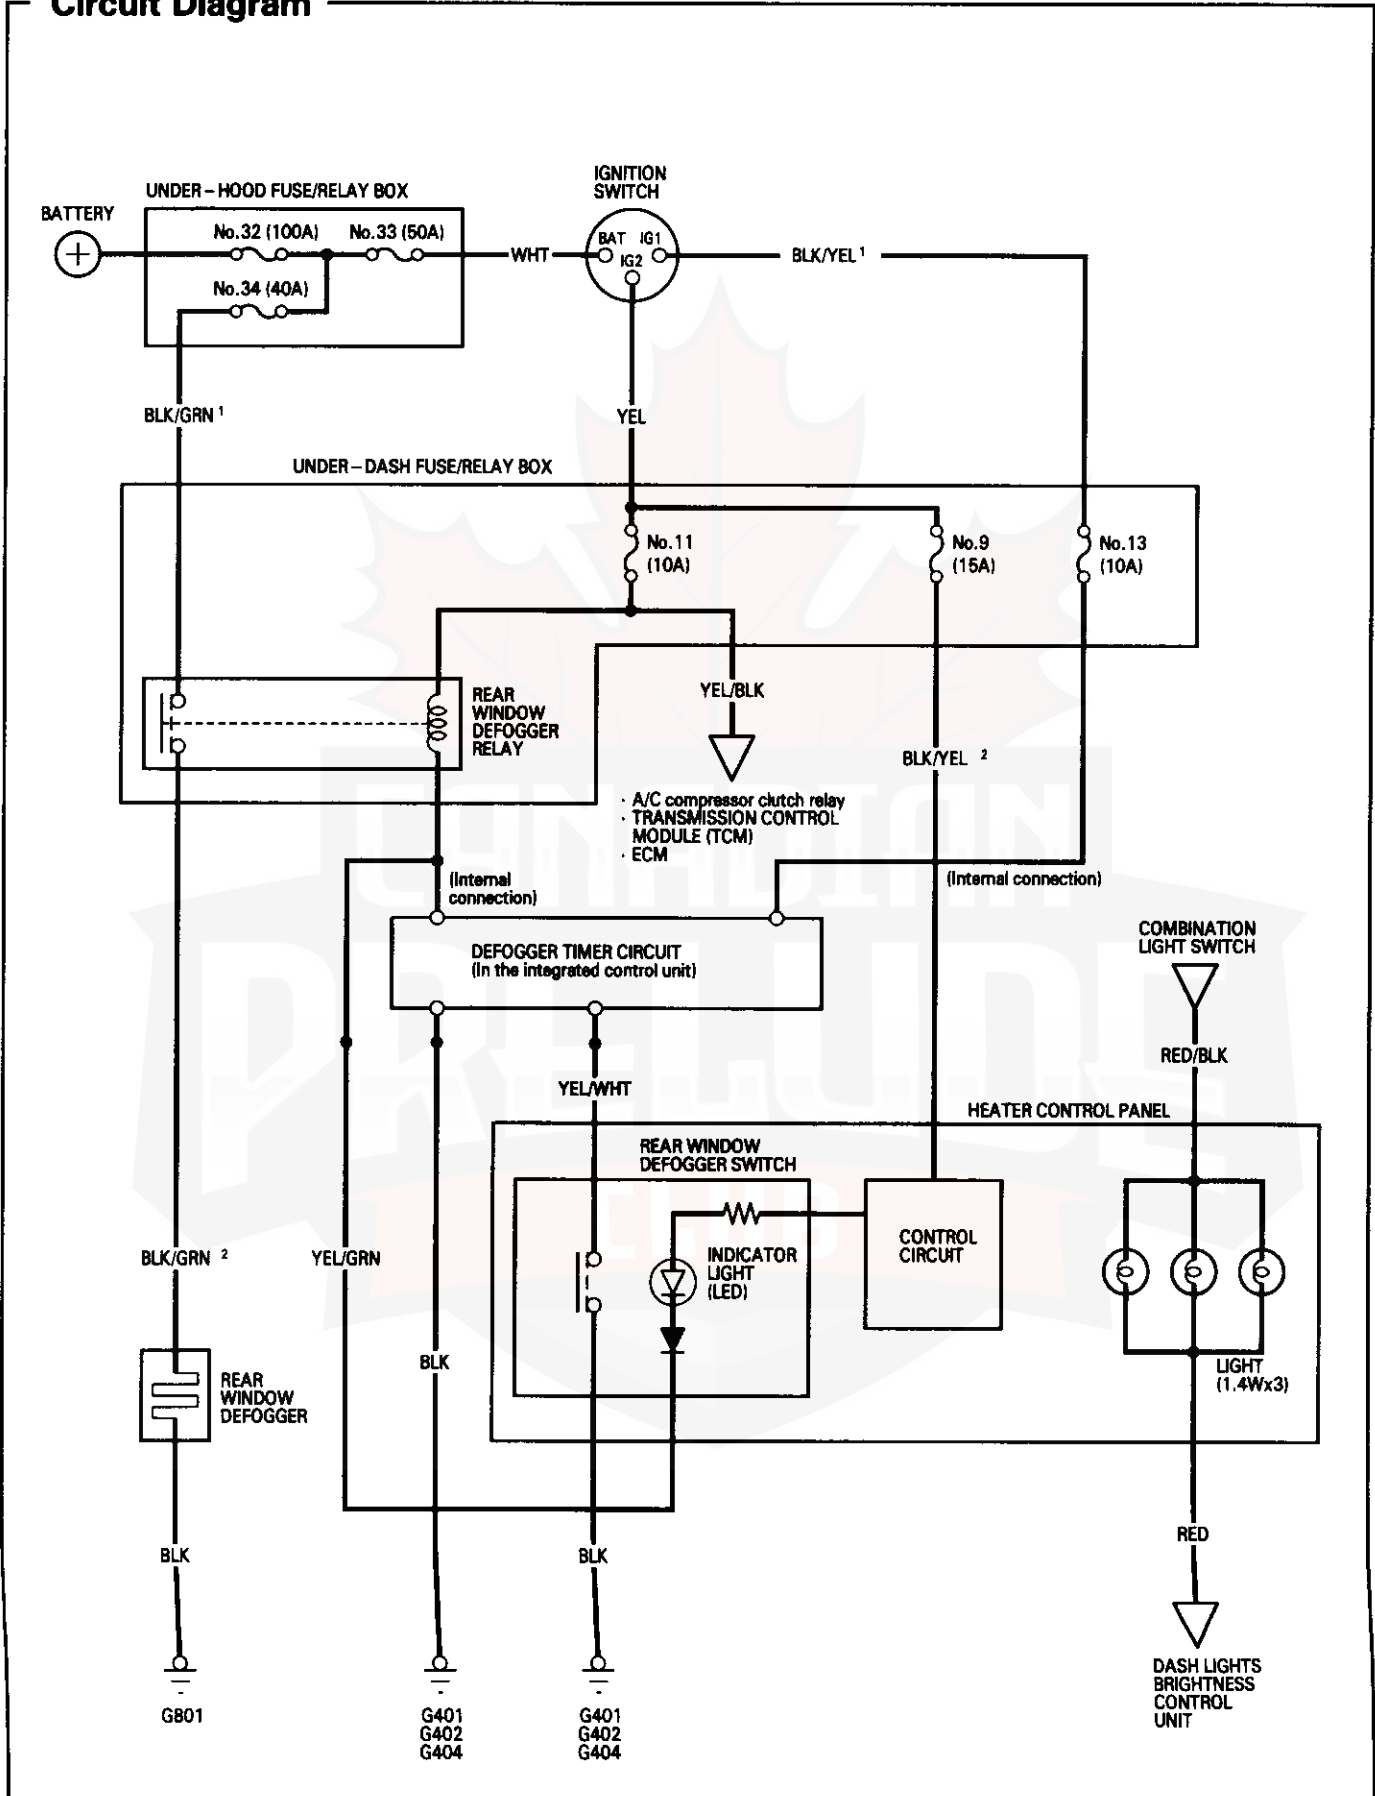 Circuit Diagram
IGNITION
SWITCH
UNDER-HOOD FUSE/RELAY BOX
BATTERY
No.32 (100A)
No.33 (50A)
WHT
BAT
IG1
IG2
BLK/YEL 1
No.34 (40A)
BLK/GRN 1
YEL
UNDER-DASH FUSE/RELAY BOX
No.11
(10A)
No.9
(15A)
No.13
(10A)
REAR
WINDOW
DEFOGGER
RELAY
YEL/BLK
BLK/YEL 2
· A/C compressor clutch relay
· TRANSMISSION CONTROL
MODULE (TCM)
· ECM
(Internal
connection)
(Internal connection)
DEFOGGER TIMER CIRCUIT
(In the integrated control unit)
COMBINATION
LIGHT SWITCH
RED/BLK
YEL/WHT
HEATER CONTROL PANEL
REAR WINDOW
DEFOGGER SWITCH
CONTROL
CIRCUIT
INDICATOR
LIGHT
(LED)
BLK/GRN 2
YEL/GRN
BLK
LIGHT
(1.4Wx3)
REAR
WINDOW
DEFOGGER
RED
BLK
BLK
G801
G401
G402
G404
G401
G402
G404
DASH LIGHTS
BRIGHTNESS
CONTROL
UNIT
CANADIAN
PRELUDE
CLUB